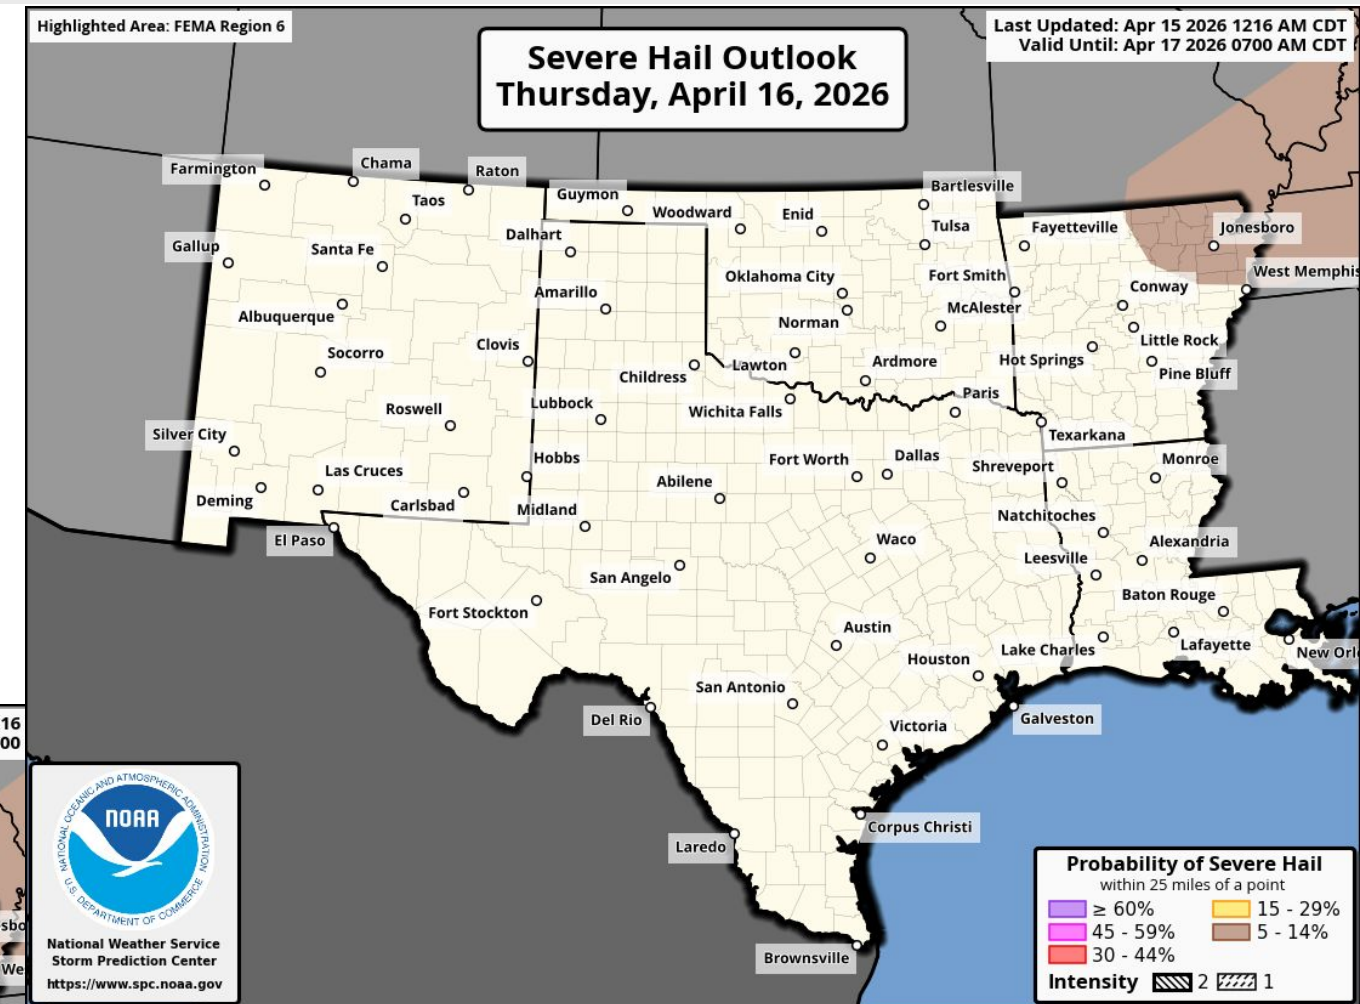 Highlighted Area: FEMA Region 6
Severe Hail Outlook
Thursday, April 16, 2026
Last Updated: Apr 15 2026 1216 AM CDT
Valid Until: Apr 17 2026 0700 AM CDT
Farmington
Chama
Raton
Taos
Guymon
Woodward
Enid
Bartlesville
Tulsa
Fayetteville
Jonesboro
Gallup
Santa Fe
Dalhart
Oklahoma City
Fort Smith
West Memphis
Amarillo
Conway
Albuquerque
Norman
McAlester
Socorro
Clovis
Little Rock
Childress
Lawton
Ardmore
Hot Springs
Pine Bluff
Roswell
Lubbock
Wichita Falls
Paris
Silver City
Texarkana
Las Cruces
Hobbs
Fort Worth
Dallas
Shreveport
Monroe
Deming
Carlsbad
Abilene
Midland
Natchitoches
El Paso
Waco
Alexandria
San Angelo
Leesville
Fort Stockton
Baton Rouge
Austin
Lake Charles
Lafayette
New Orl
Houston
San Antonio
Del Rio
Victoria
Galveston
16
00
Laredo
Corpus Christi
Brownsville
sbo
We
NATIONAL OCEANIC AND ATMOSPHERIC ADMINISTRATION
NOAA
U.S. DEPARTMENT OF COMMERCE
National Weather Service
Storm Prediction Center
https://www.spc.noaa.gov
Probability of Severe Hail
within 25 miles of a point
≥ 60% 15 - 29%
45 - 59% 5 - 14%
30 - 44%
Intensity 2 1